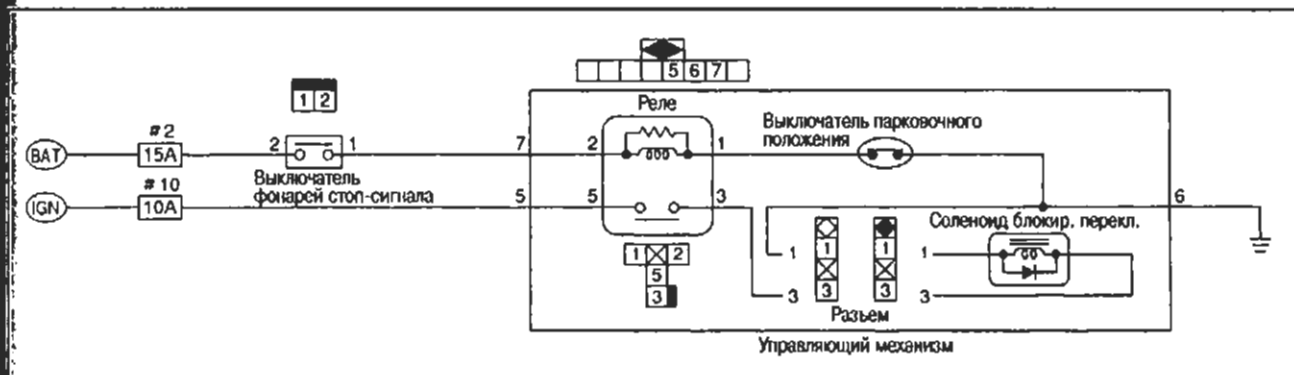 5 6 7
1 2
Реле
# 2
Выключатель парковочного
положения
BAT
15A
2
1
7
2
1
# 10
Выключатель
фонарей стоп-сигнала
IGN
10A
5
5
3
6
Соленоид блокир. перекл.
1 2
5
3
1
1
3
1
3
1
3
3
Разъем
Управляющий механизм